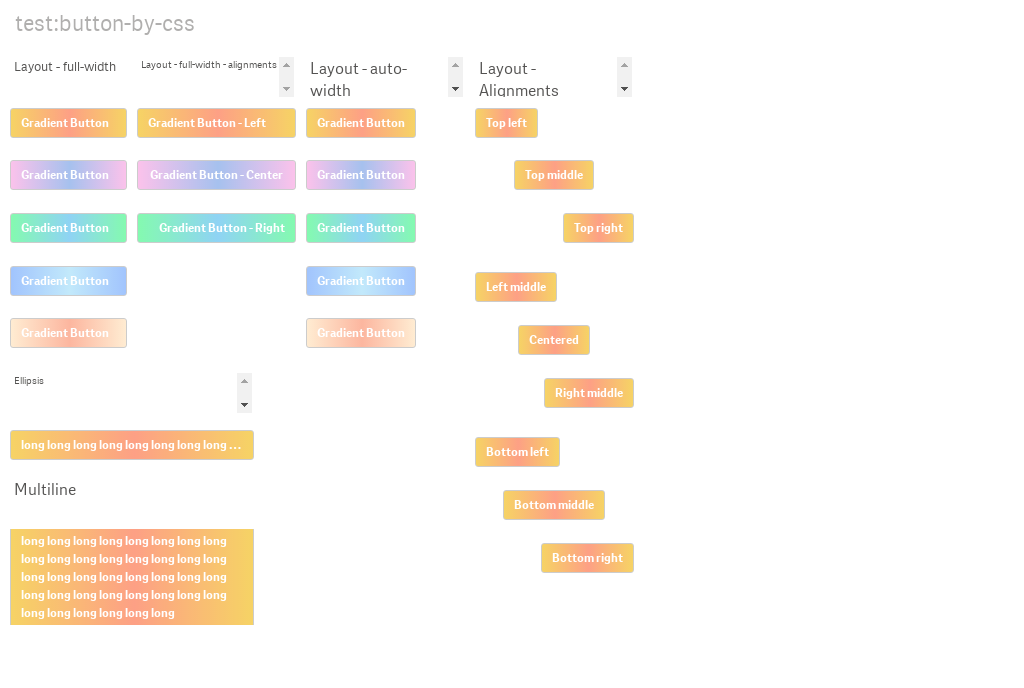 test:button-by-css
Layout - full-width
Layout - full-width - alignments
Layout - auto-
width
Layout -
Alignments
Gradient Button
Gradient Button - Left
Gradient Button
Top left
Gradient Button
Gradient Button - Center
Gradient Button
Top middle
Gradient Button
Gradient Button - Right
Gradient Button
Top right
Gradient Button
Gradient Button
Left middle
Gradient Button
Gradient Button
Centered
Ellipsis
Right middle
long long long long long long long long ...
Bottom left
Multiline
Bottom middle
long long long long long long long long
long long long long long long long long
long long long long long long long long
long long long long long long long long
long long long long long long
Bottom right